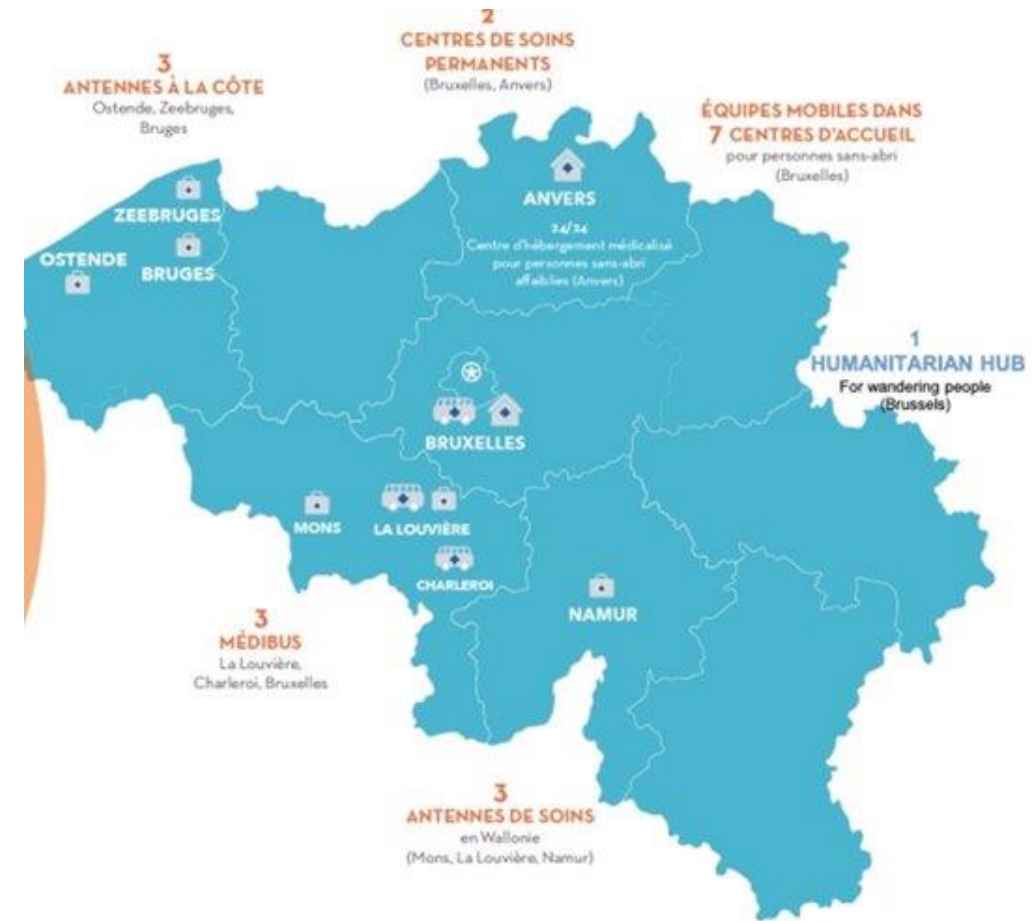 2
CENTRES DE SOINS
PERMANENTS
(Bruxelles, Anvers)
3
ANTENNES À LA CÔTE
Ostende, Zeebruges,
Bruges
ÉQUIPES MOBILES DANS
7 CENTRES D'ACCUEIL
pour personnes sans-abri
(Bruxelles)
ZEEBRUGES
OSTENDE
BRUGES
ANVERS
24/24
Centre d'hébergement médicalisé
pour personnes sans-abri
affaiblies (Anvers)
1
HUMANITARIAN HUB
For wandering people
(Brussels)
BRUXELLES
MONS
LA LOUVIÈRE
CHARLEROI
NAMUR
3
MÉDIBUS
La Louvière,
Charleroi, Bruxelles
3
ANTENNES DE SOINS
en Wallonie
(Mons, La Louvière, Namur)